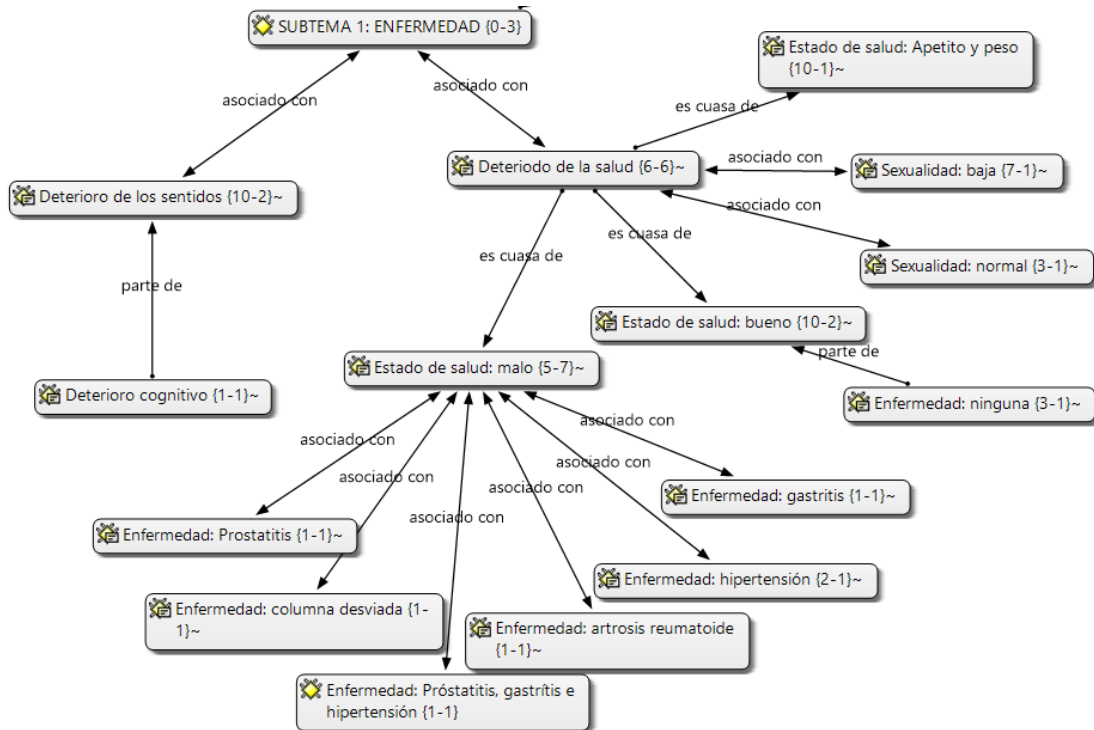 SUBTEMA 1: ENFERMEDAD {0-3}
Estado de salud: Apetito y peso
{10-1}~
asociado con
asociado con
es cuasa de
Deteriodo de la salud {6-6}~
asociado con
Sexualidad: baja {7-1}~
Deterioro de los sentidos {10-2}~
asociado con
es cuasa de
es cuasa de
Sexualidad: normal {3-1}~
parte de
Estado de salud: bueno {10-2}~
parte de
Estado de salud: malo {5-7}~
Deterioro cognitivo {1-1}~
Enfermedad: ninguna {3-1}~
asociado con
asociado con
asociado con
asociado con
asociado con
asociado con
Enfermedad: gastritis {1-1}~
Enfermedad: Prostatitis {1-1}~
Enfermedad: hipertensión {2-1}~
Enfermedad: columna desviada {1-
1}~
Enfermedad: artrosis reumatoide
{1-1}~
Enfermedad: Próstatitis, gastrítis e
hipertensión {1-1}